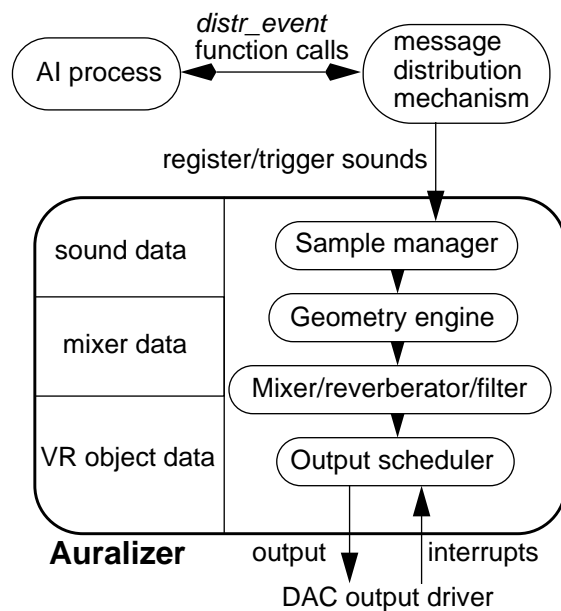 distr_event
function calls
AI process
message
distribution
mechanism
register/trigger sounds
sound data
mixer data
VR object data
Sample manager
Geometry engine
Mixer/reverberator/filter
Output scheduler
Auralizer
output
interrupts
DAC output driver